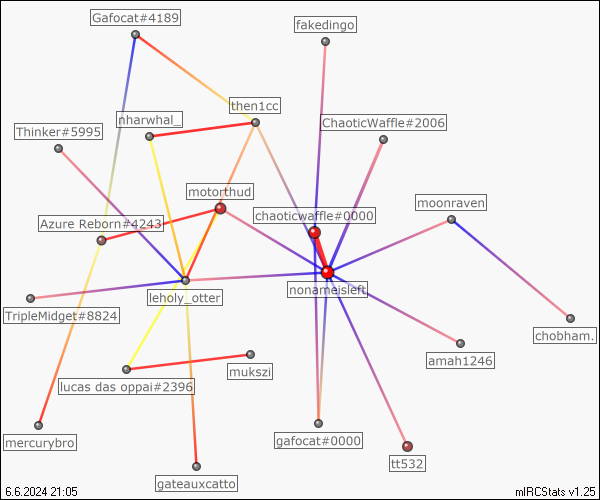 Gafocat#4189
fakedingo
then1cc
nharwhal_
ChaoticWaffle#2006
Thinker#5995
motorthud
moonraven
chaoticwaffle#0000
Azure Reborn#4243
nonameisleft
leholy_otter
TripleMidget#8824
chobham.
amah1246
mukszi
lucas das oppai#2396
mercurybro
gafocat#0000
tt532
gateauxcatto
6.6.2024 21:05
mIRCStats v1.25